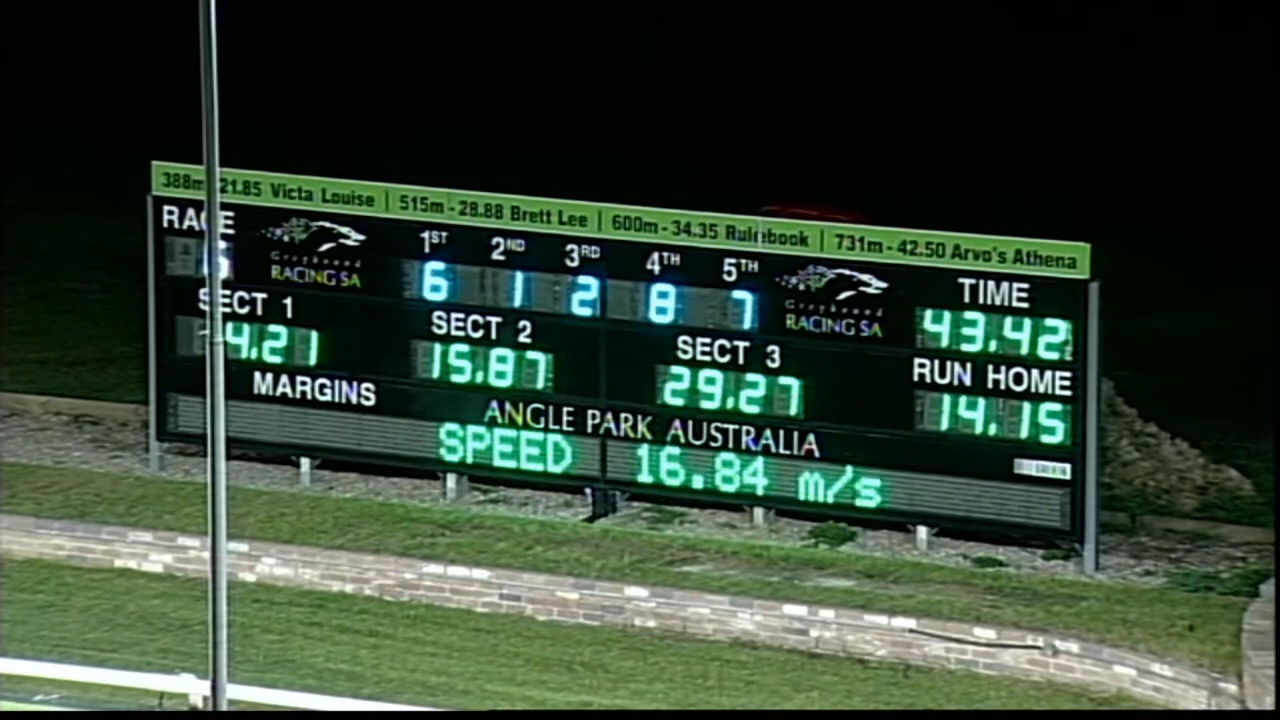 388m-21.85 Victa Louise | 515m-28.88 Brett Lee | 600m-34.35 Rulebook | 731m-42.50 Arvo's Athena
RACE
Greyhound
RACING SA
1ST 2ND 3RD 4TH 5TH
6 1 2 8 7
Greyhound
RACING SA
TIME
43.42
SECT 1
4.21
SECT 2
15.87
SECT 3
29.27
RUN HOME
14.15
MARGINS
ANGLE PARK AUSTRALIA
SPEED 16.84 m/s